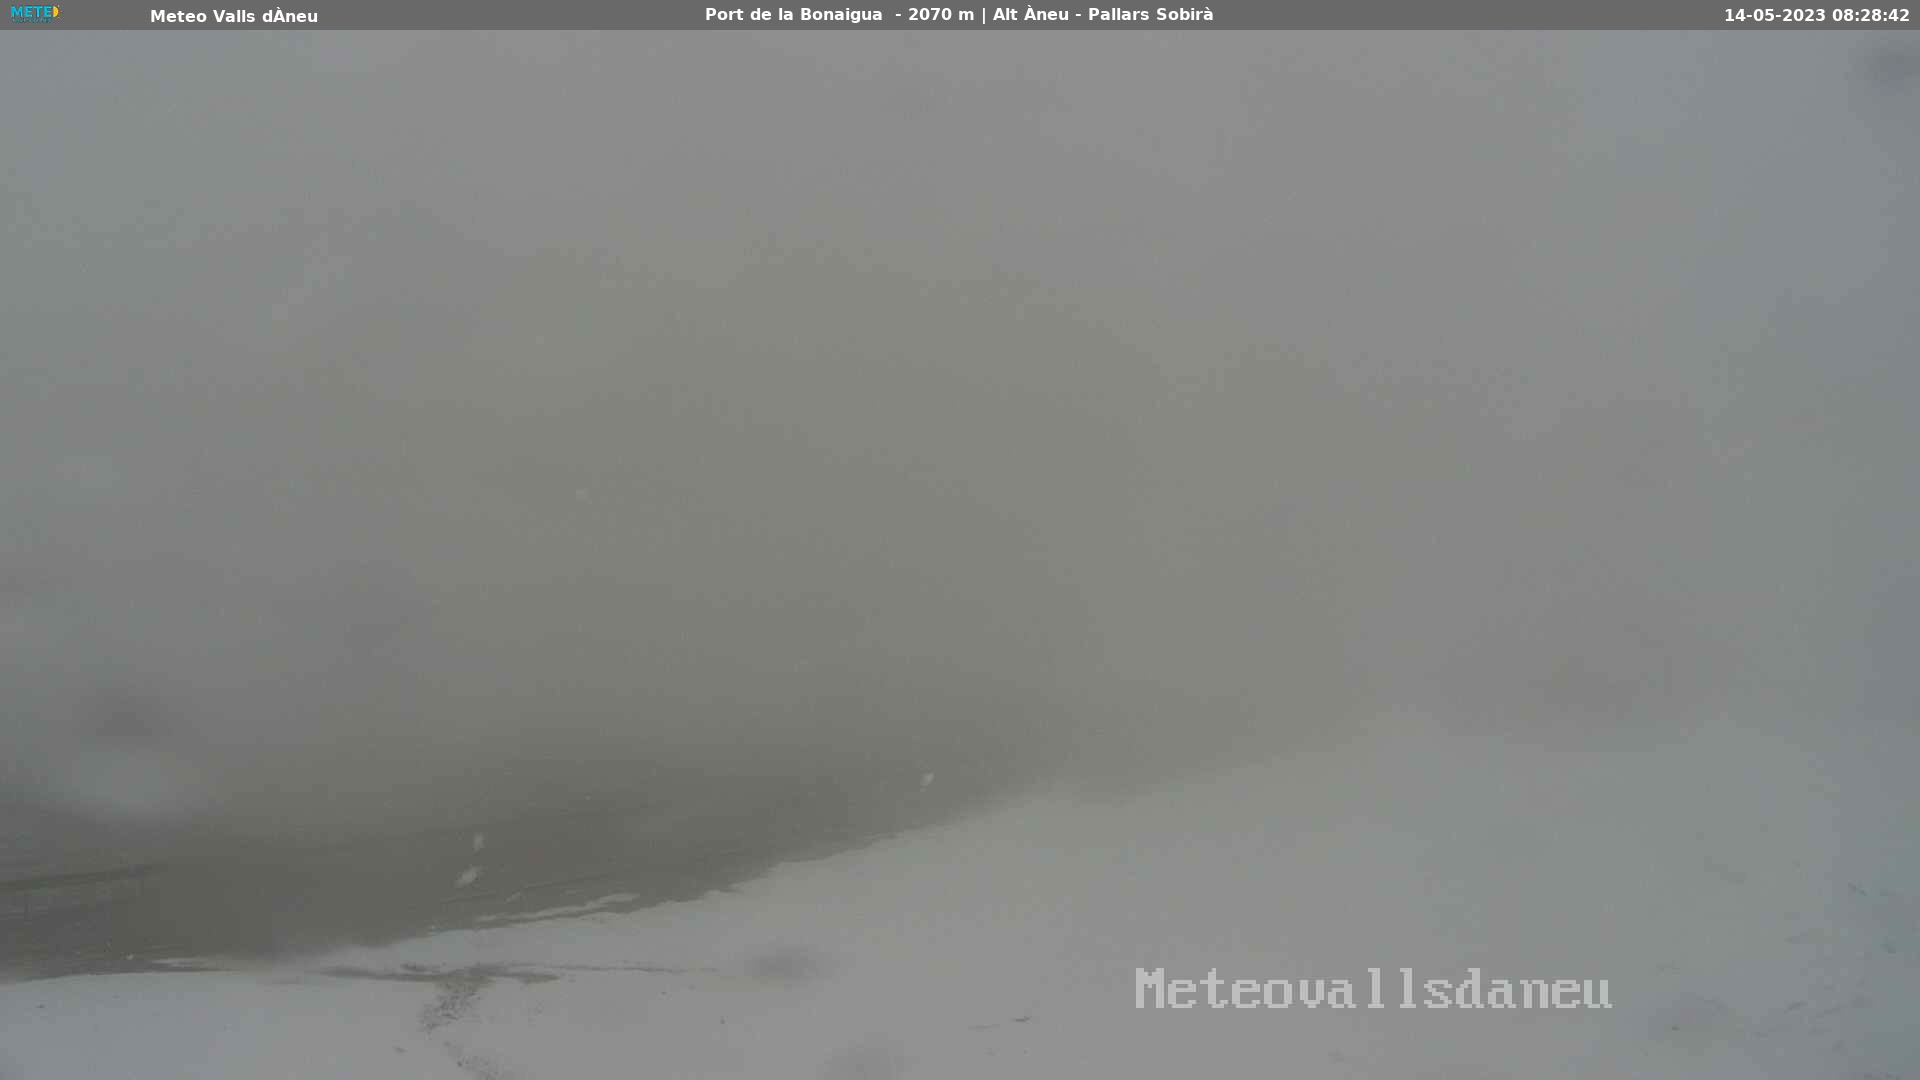 METEO
Meteo Valls dÀneu
Port de la Bonaigua - 2070 m | Alt Àneu - Pallars Sobirà
14-05-2023 08:28:42
Meteovallsdaneu